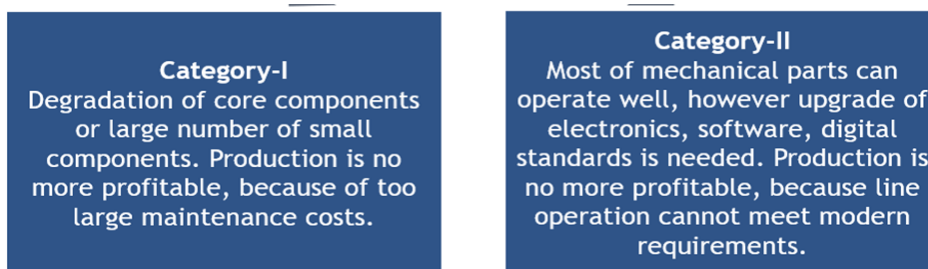 Category-I
Degradation of core components
or large number of small
components. Production is no
more profitable, because of too
large maintenance costs.
Category-II
Most of mechanical parts can
operate well, however upgrade of
electronics, software, digital
standards is needed. Production is
no more profitable, because line
operation cannot meet modern
requirements.